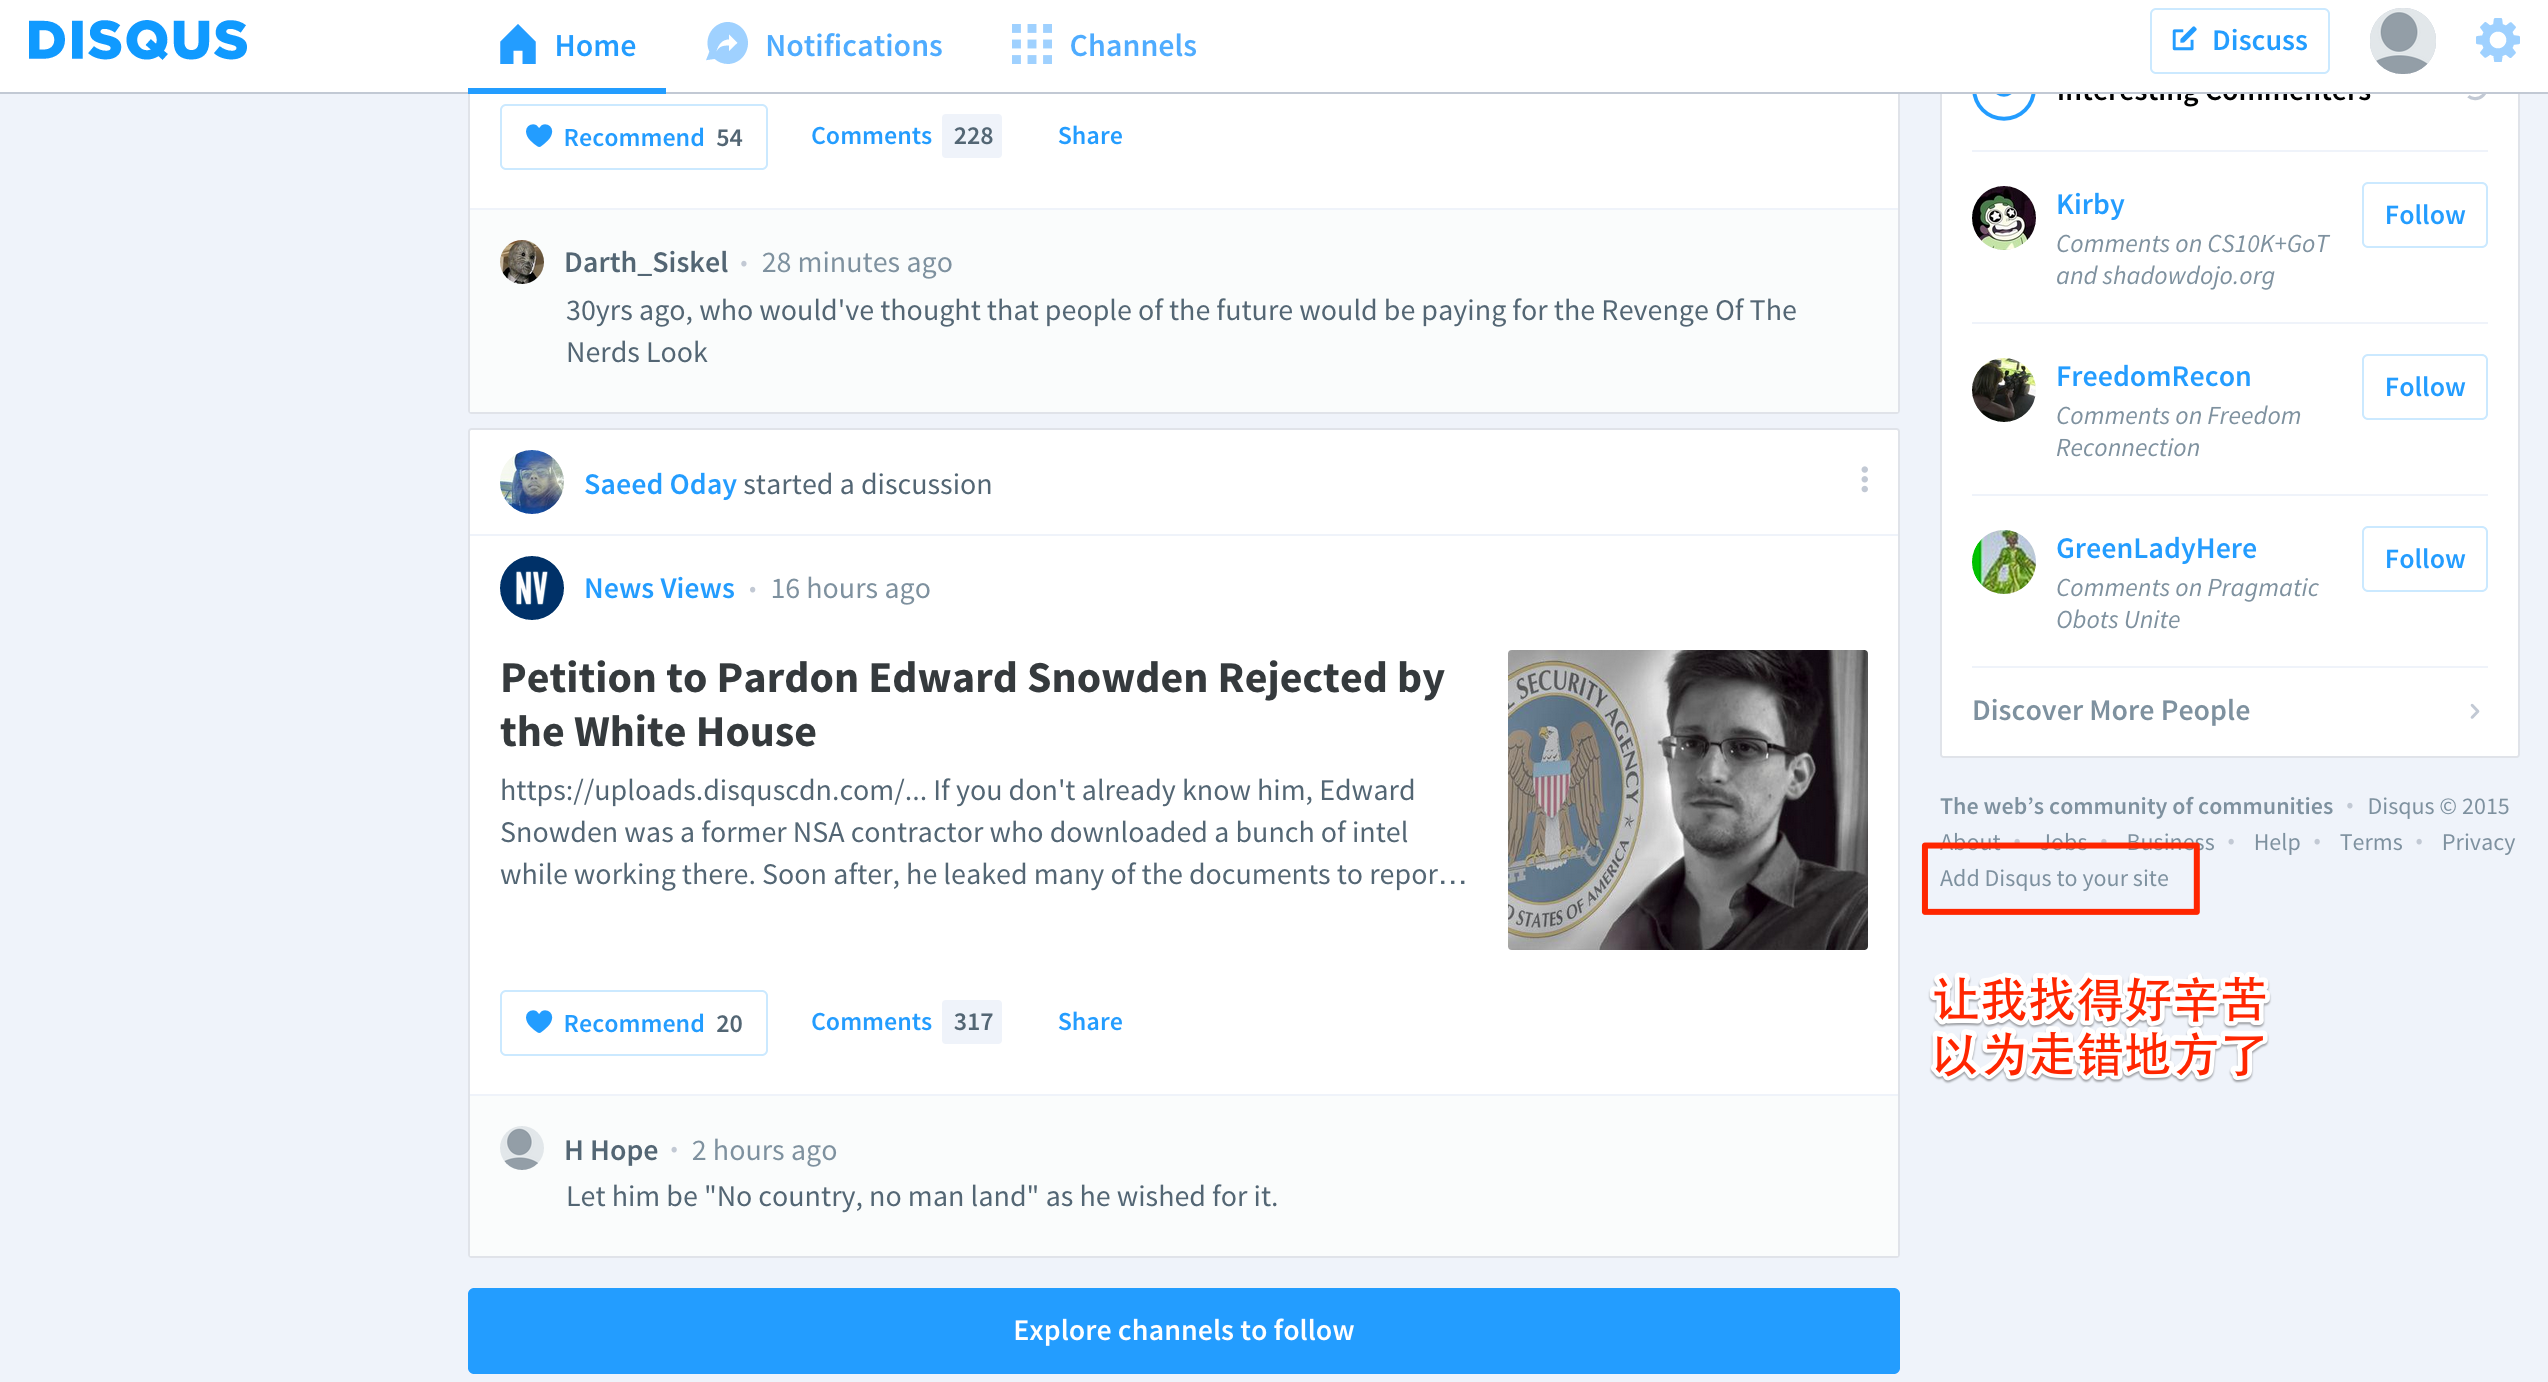 DISQUS
Home
Notifications
Channels
Discuss
Recommend 54
Comments 228
Share
Darth_Siskel • 28 minutes ago
30yrs ago, who would've thought that people of the future would be paying for the Revenge Of The
Nerds Look
Saeed Oday started a discussion
NV
News Views • 16 hours ago
Petition to Pardon Edward Snowden Rejected by
the White House
https://uploads.disquscdn.com/... If you don't already know him, Edward
Snowden was a former NSA contractor who downloaded a bunch of intel
while working there. Soon after, he leaked many of the documents to repor…
SECURITY AGENCY
STATES OF AMERICA
Recommend 20
Comments 317
Share
H Hope • 2 hours ago
Let him be "No country, no man land" as he wished for it.
Explore channels to follow
Interesting Commenters
Kirby
Comments on CS10K+GoT
and shadowdojo.org
Follow
FreedomRecon
Comments on Freedom
Reconnection
Follow
GreenLadyHere
Comments on Pragmatic
Obots Unite
Follow
Discover More People
The web's community of communities • Disqus © 2015
About • Jobs • Business • Help • Terms • Privacy
Add Disqus to your site
让我找得好辛苦
以为走错地方了